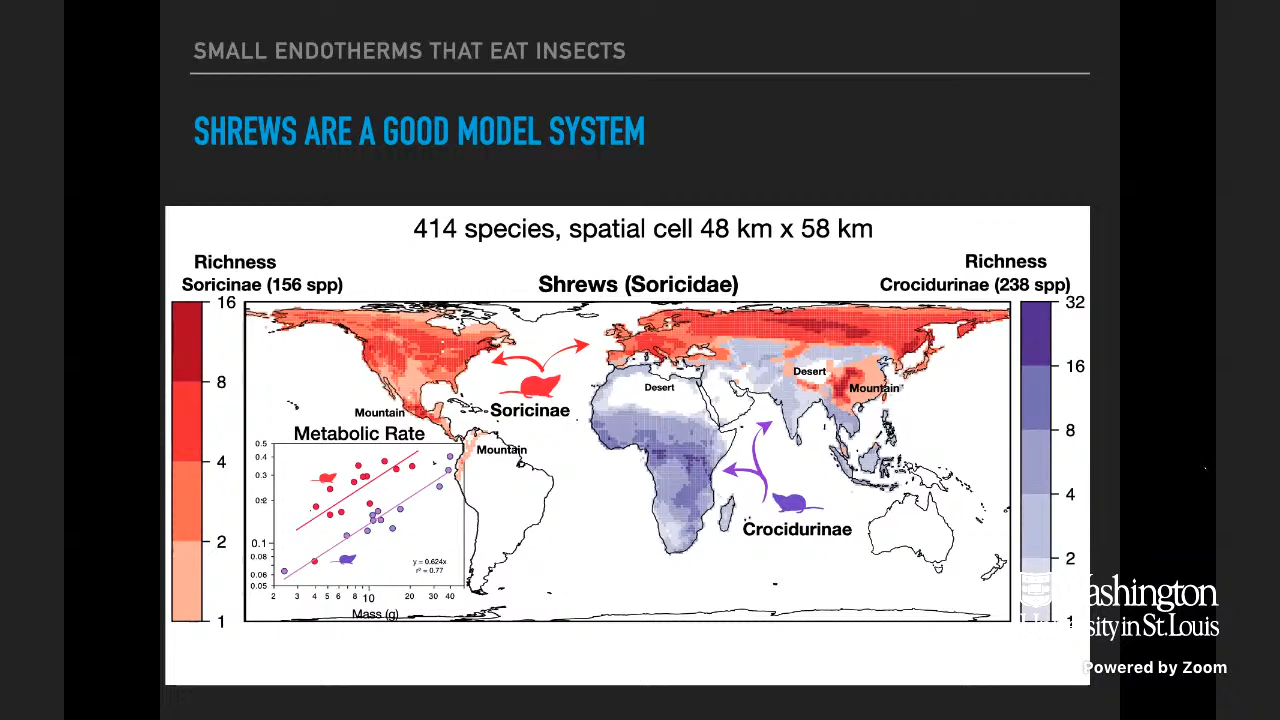 SMALL ENDOTHERMS THAT EAT INSECTS
SHREWS ARE A GOOD MODEL SYSTEM
414 species, spatial cell 48 km x 58 km
Richness
Soricinae (156 spp)
Shrews (Soricidae)
Richness
Crocidurinae (238 spp)
16
8
4
2
1
32
16
8
4
2
1
Desert
Desert
Mountain
Mountain
Mountain
Soricinae
Crocidurinae
Metabolic Rate
0.5
0.4
0.3
0.2
0.1
0.08
0.06
0.05
y = 0.624x
r² = 0.77
2 3 4 5 6 8 10 20 30 40
Mass (g)
Washington
University in St. Louis
Powered by Zoom